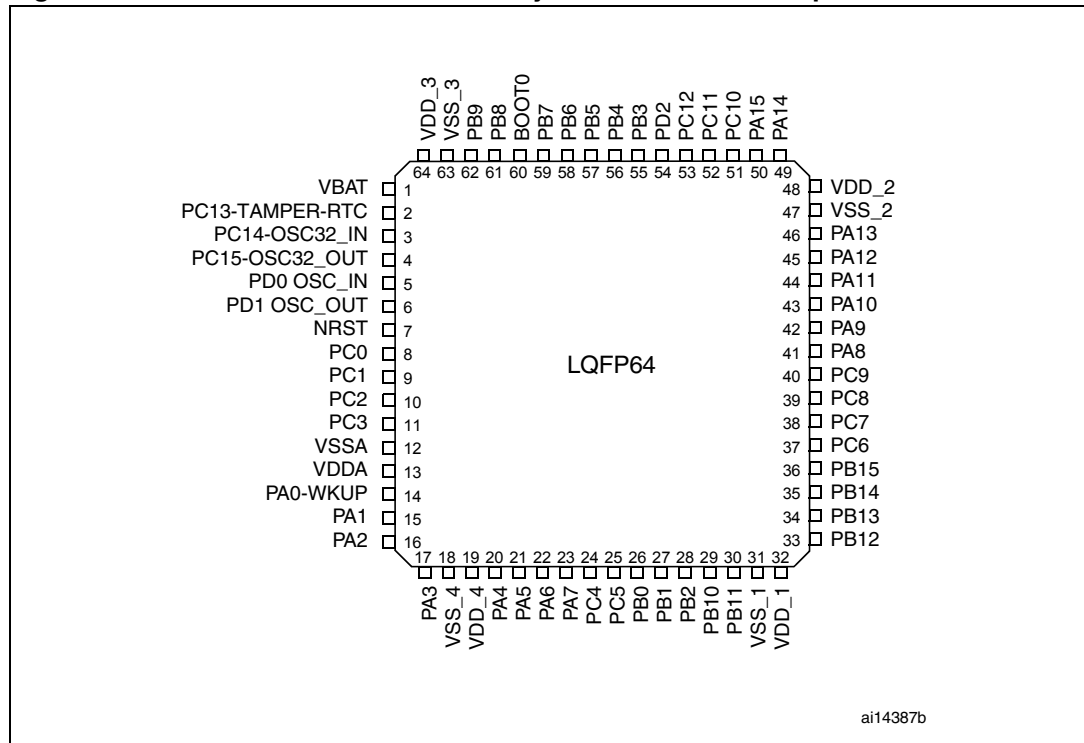 VDD_3
VSS_3
PB9
PB8
BOOT0
PB7
PB6
PB5
PB4
PB3
PD2
PC12
PC11
PC10
PA15
PA14
64 63 62 61 60 59 58 57 56 55 54 53 52 51 50 49
VBAT 1
PC13-TAMPER-RTC 2
PC14-OSC32_IN 3
PC15-OSC32_OUT 4
PD0 OSC_IN 5
PD1 OSC_OUT 6
NRST 7
PC0 8
PC1 9
PC2 10
PC3 11
VSSA 12
VDDA 13
PA0-WKUP 14
PA1 15
PA2 16
LQFP64
48 VDD_2
47 VSS_2
46 PA13
45 PA12
44 PA11
43 PA10
42 PA9
41 PA8
40 PC9
39 PC8
38 PC7
37 PC6
36 PB15
35 PB14
34 PB13
33 PB12
17 18 19 20 21 22 23 24 25 26 27 28 29 30 31 32
PA3
VSS_4
VDD_4
PA4
PA5
PA6
PA7
PC4
PC5
PB0
PB1
PB2
PB10
PB11
VSS_1
VDD_1
ai14387b